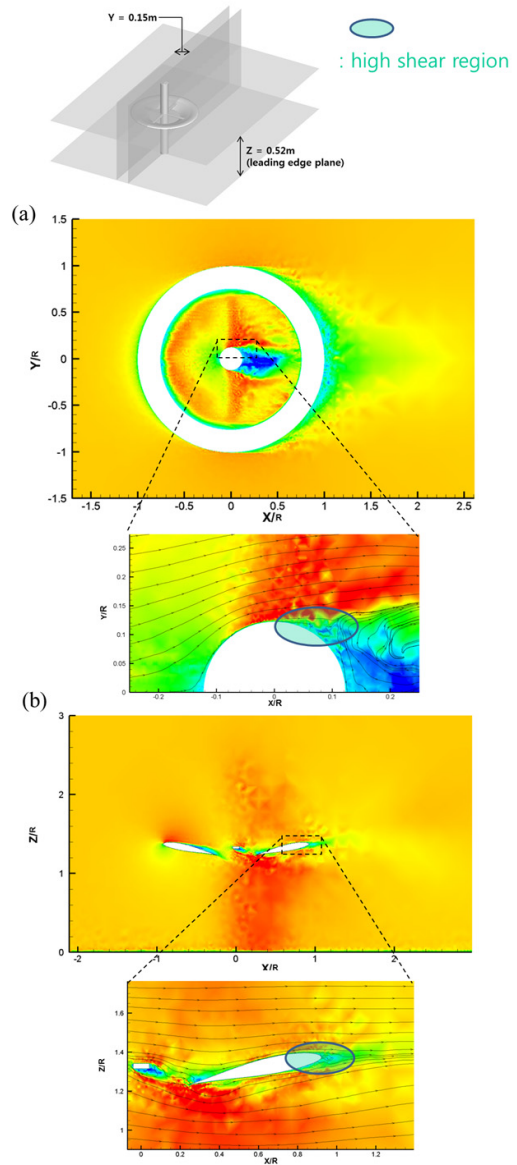 Y = 0.15m
: high shear region
Z = 0.52m
(leading edge plane)
(a)
1.5
1
0.5
0
-0.5
-1
-1.5
Y/R
-1.5 -1 -0.5 0 0.5 1 1.5 2 2.5
X/R
0.25
0.2
0.15
0.1
0.05
0
Y/R
-0.2 -0.1 0 0.1 0.2
X/R
(b)
3
2
1
0
Z/R
-2 -1 0 1 2
X/R
1.6
1.4
1.2
1
Z/R
0 0.2 0.4 0.6 0.8 1 1.2
X/R